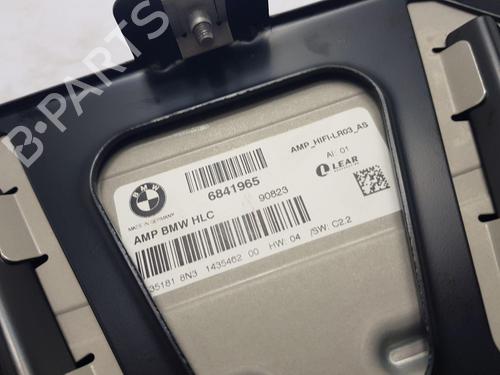 B-PARTS
BMW
MADE IN GERMANY
6841965
90823
AMP_HIFI-LR03_AS
AI 01
LEAR
AMP BMW HLC
35181 8N3 1435462 00 HW: 04 /SW: C2.2